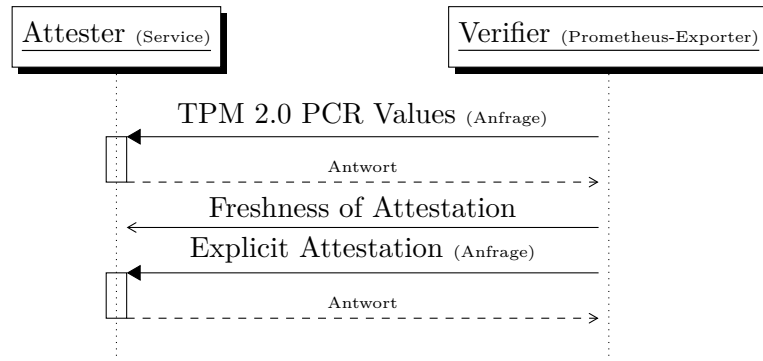 Attester (Service)
Verifier (Prometheus-Exporter)
TPM 2.0 PCR Values (Anfrage)
Antwort
Freshness of Attestation
Explicit Attestation (Anfrage)
Antwort